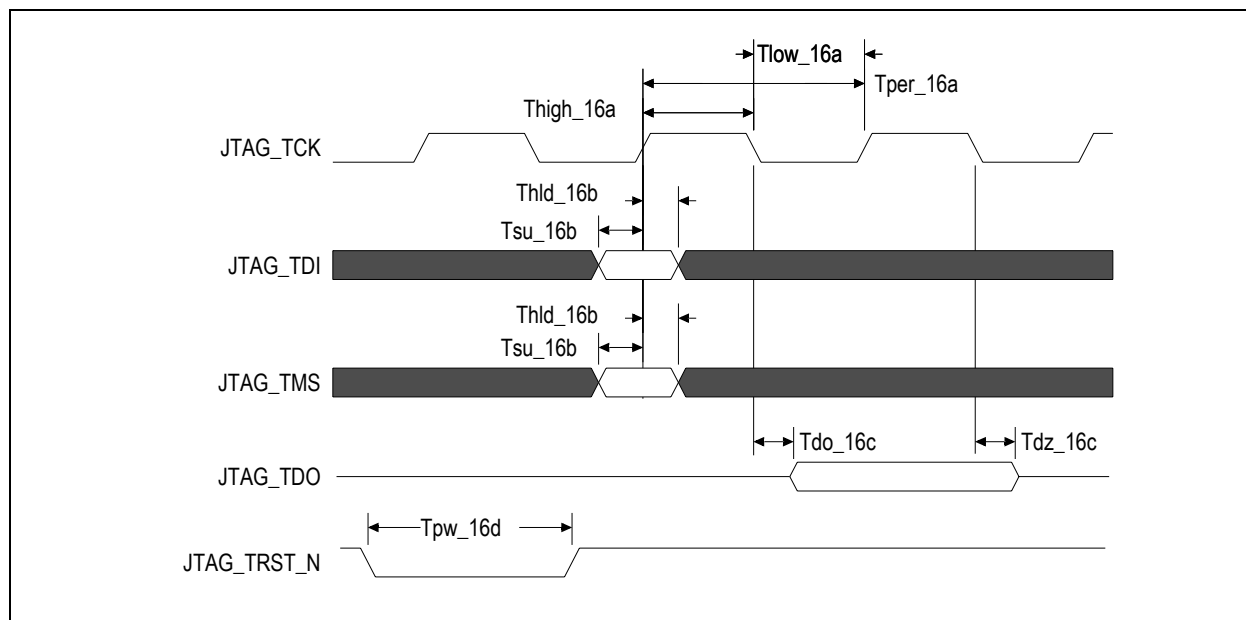 Tlow_16a
Tper_16a
Thigh_16a
JTAG_TCK
Thld_16b
Tsu_16b
JTAG_TDI
Thld_16b
Tsu_16b
JTAG_TMS
Tdo_16c
Tdz_16c
JTAG_TDO
Tpw_16d
JTAG_TRST_N